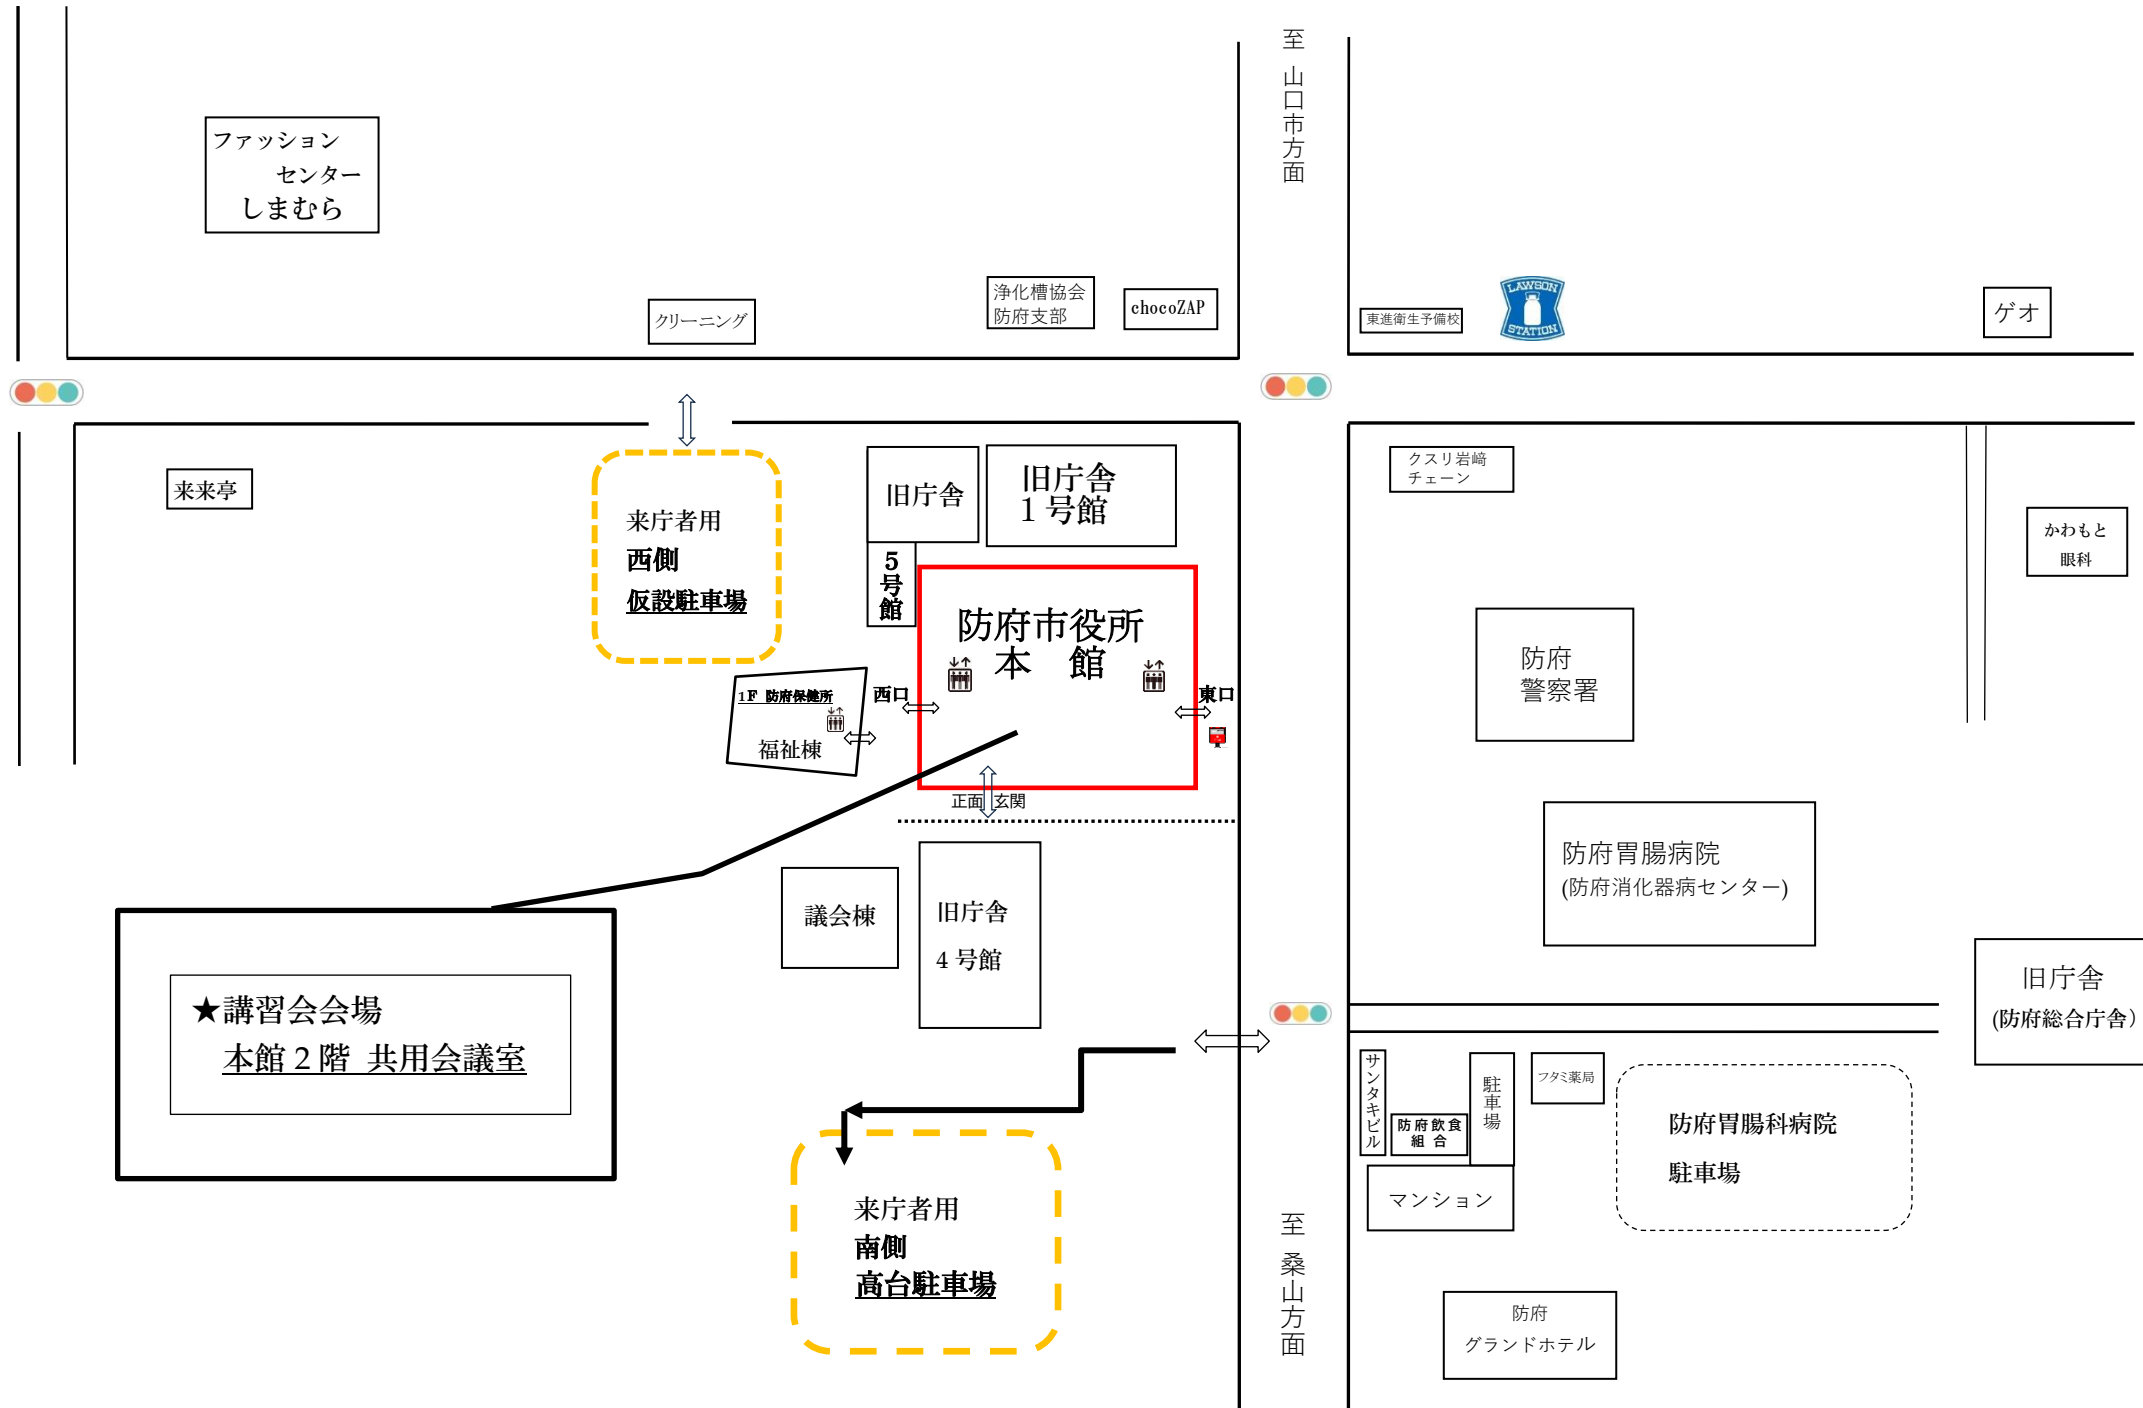 至 山口市方面
ファッション
センター
しまむら
クリーニング
浄化槽協会
防府支部
chocoZAP
東進衛生予備校
LAWSON
STATION
ゲオ
来来亭
来庁者用
西側
仮設駐車場
旧庁舎
5号館
旧庁舎
1号館
クスリ岩﨑
チェーン
かわもと
眼科
防府市役所
本 館
西口
東口
1F 防府保健所
福祉棟
正面 玄関
防府
警察署
防府胃腸病院
(防府消化器病センター)
議会棟
旧庁舎
4号館
旧庁舎
(防府総合庁舎)
★講習会会場
本館2階 共用会議室
サンタキビル
防府飲食
組合
駐車場
フタミ薬局
防府胃腸科病院
駐車場
マンション
来庁者用
南側
高台駐車場
至 桑山方面
防府
グランドホテル